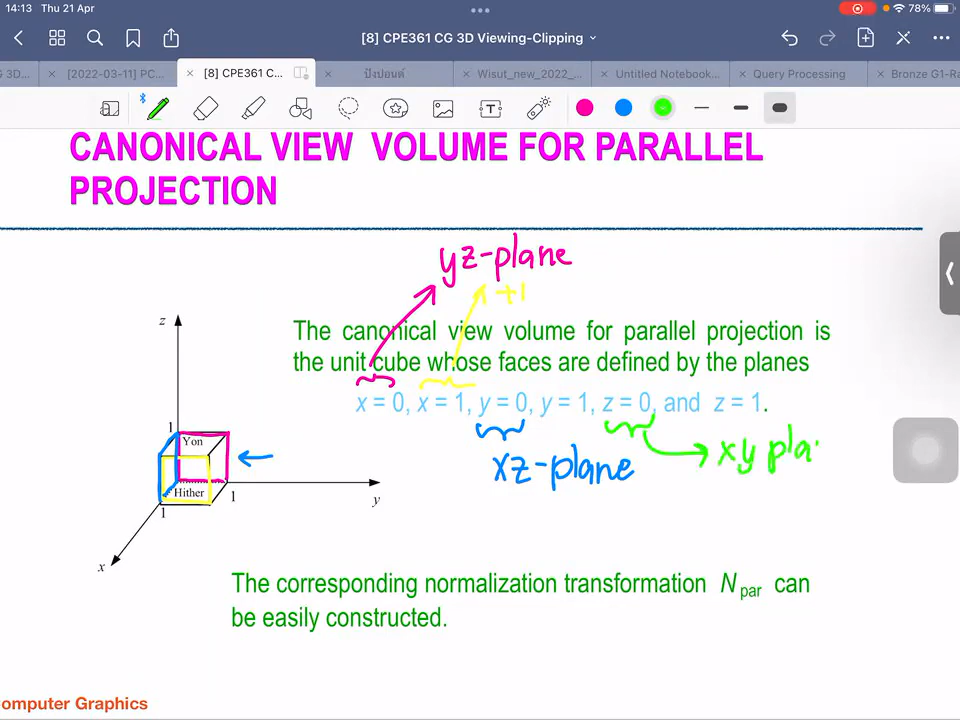 14:13 Thu 21 Apr
78%
[8] CPE361 CG 3D Viewing-Clipping
G 3D...
[2022-03-11] PC...
[8] CPE361 C...
ปังปอนด์
Wisut_new_2022_...
Untitled Notebook...
Query Processing
Bronze G1-Ra
CANONICAL VIEW VOLUME FOR PARALLEL
PROJECTION
yz-plane
+1
The canonical view volume for parallel projection is
the unit cube whose faces are defined by the planes
x = 0, x = 1, y = 0, y = 1, z = 0, and z = 1.
xz-plane
xy pla
z
1
Yon
Hither
1
1
y
x
The corresponding normalization transformation N par can
be easily constructed.
omputer Graphics